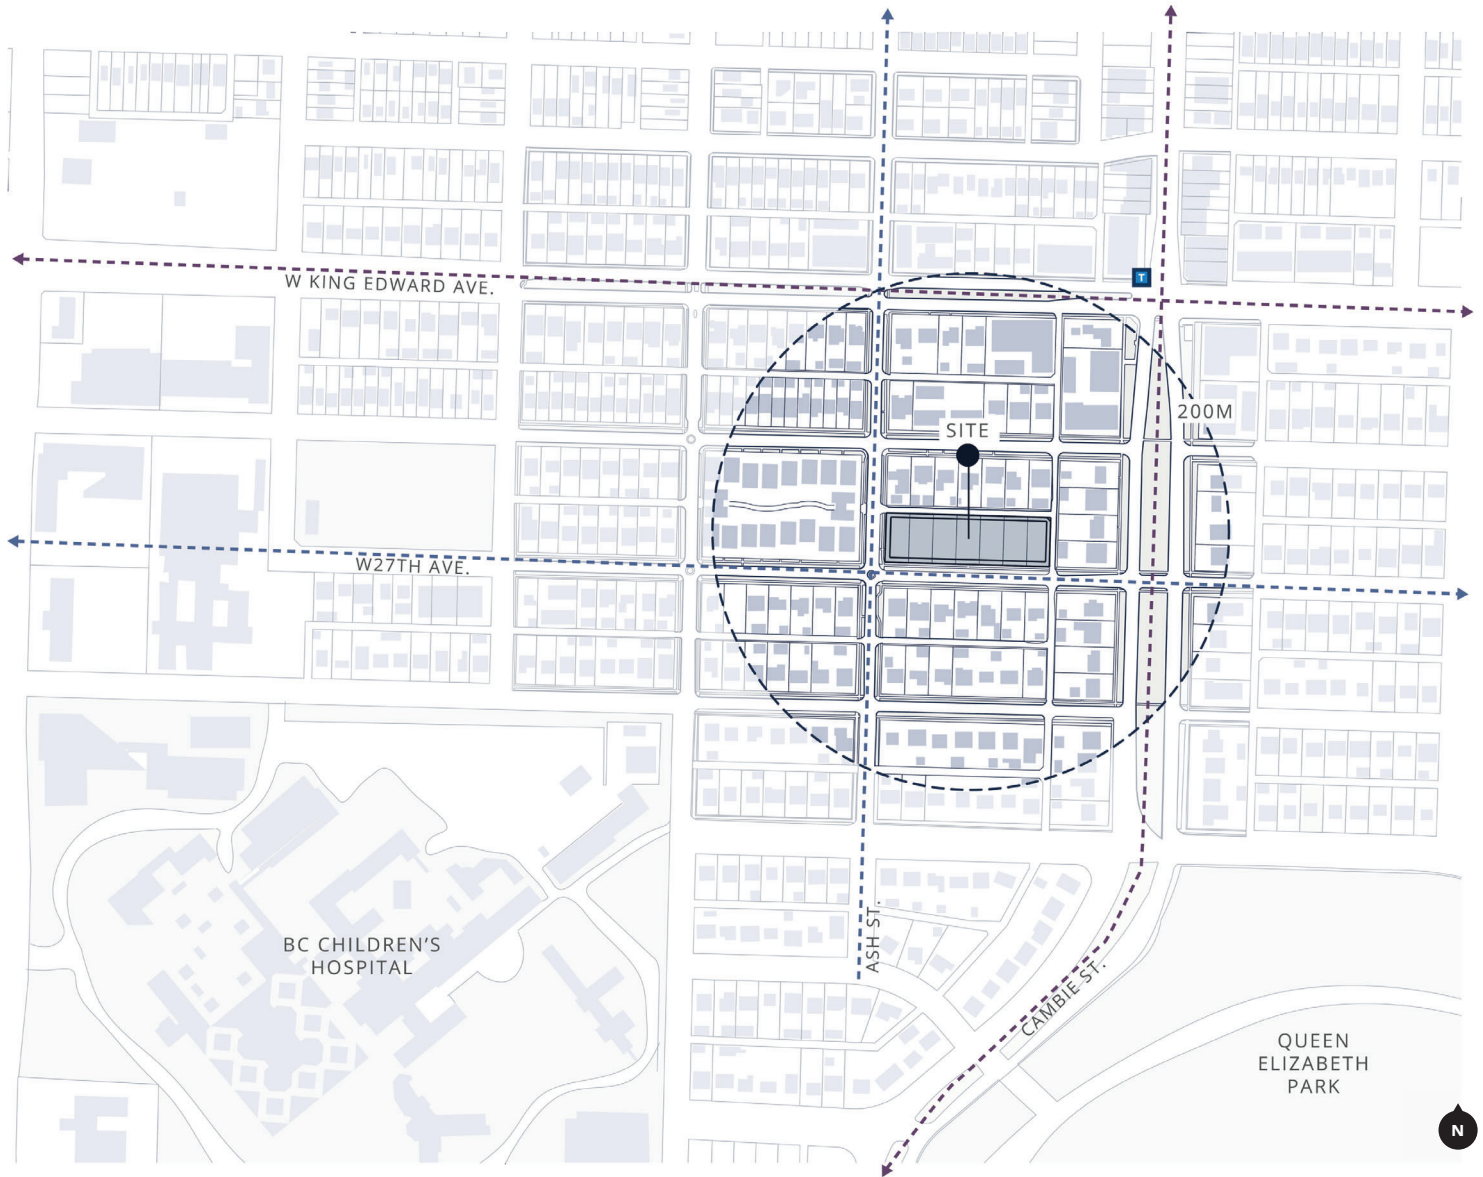 T
W KING EDWARD AVE.
200M
SITE
W27TH AVE.
ASH ST.
BC CHILDREN'S
HOSPITAL
CAMBIE ST.
QUEEN
ELIZABETH
PARK
N